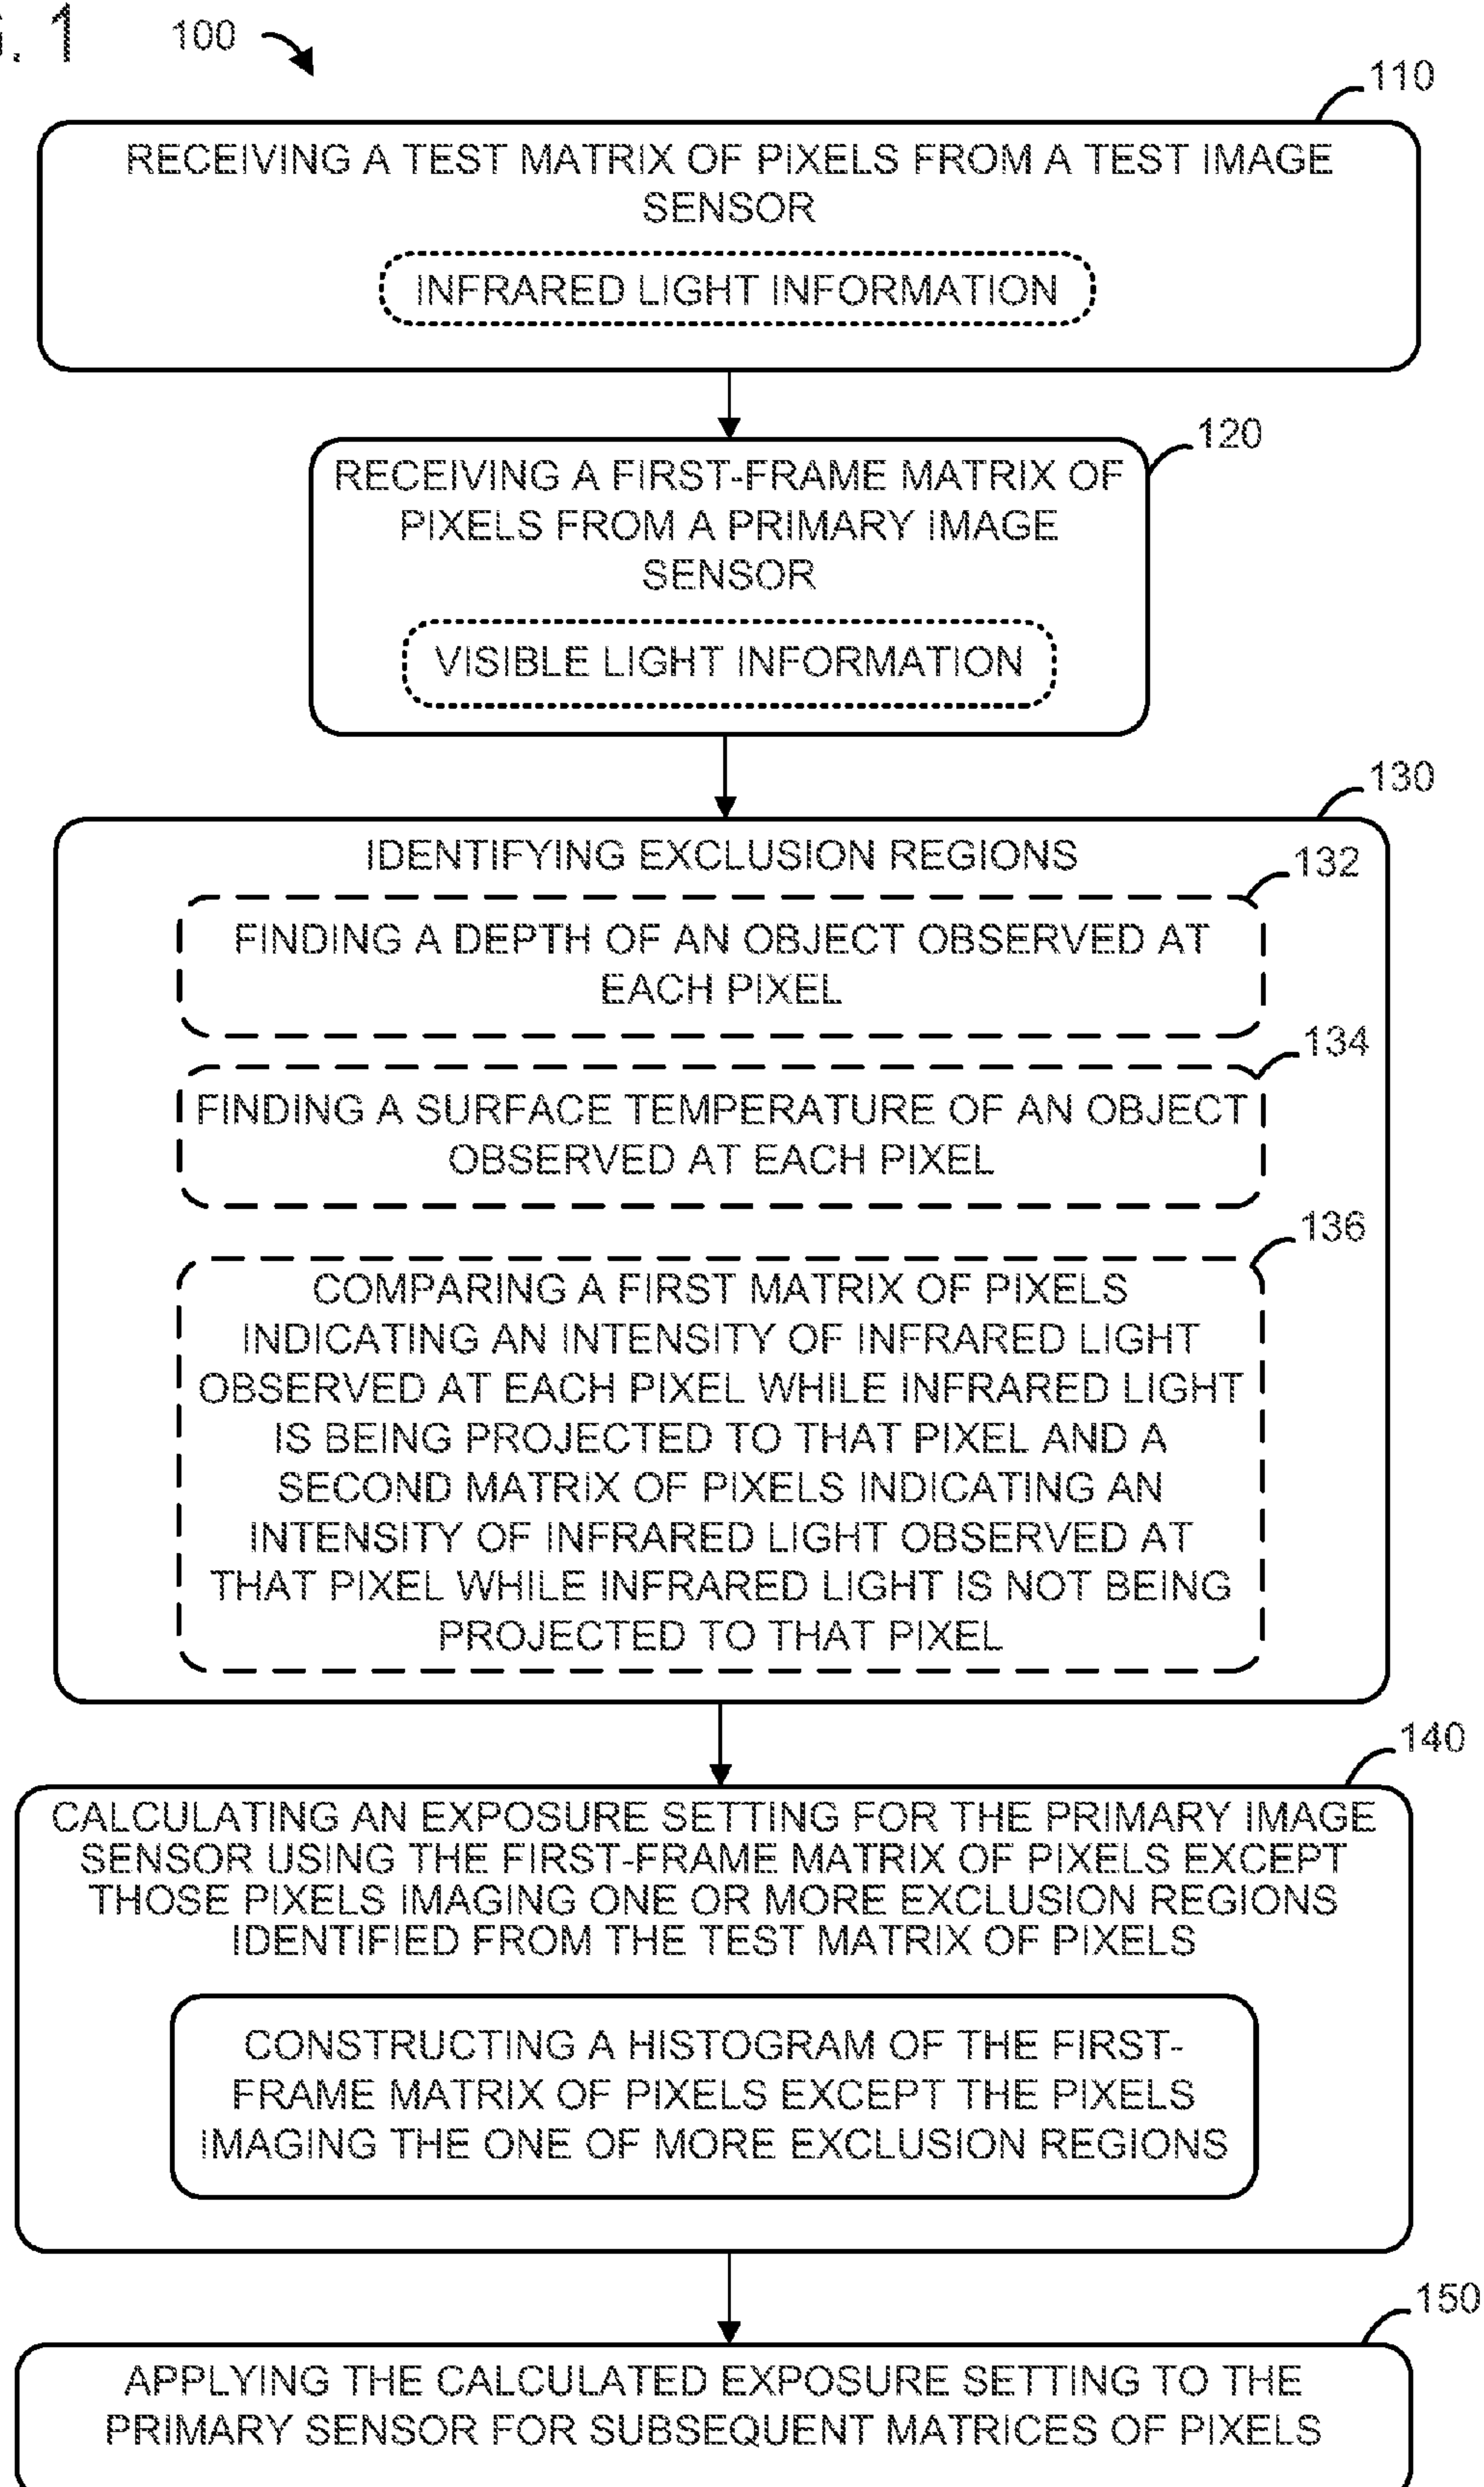 . 1
100
110
RECEIVING A TEST MATRIX OF PIXELS FROM A TEST IMAGE
SENSOR
INFRARED LIGHT INFORMATION
120
RECEIVING A FIRST-FRAME MATRIX OF
PIXELS FROM A PRIMARY IMAGE
SENSOR
VISIBLE LIGHT INFORMATION
130
IDENTIFYING EXCLUSION REGIONS
132
FINDING A DEPTH OF AN OBJECT OBSERVED AT
EACH PIXEL
134
FINDING A SURFACE TEMPERATURE OF AN OBJECT
OBSERVED AT EACH PIXEL
136
COMPARING A FIRST MATRIX OF PIXELS
INDICATING AN INTENSITY OF INFRARED LIGHT
OBSERVED AT EACH PIXEL WHILE INFRARED LIGHT
IS BEING PROJECTED TO THAT PIXEL AND A
SECOND MATRIX OF PIXELS INDICATING AN
INTENSITY OF INFRARED LIGHT OBSERVED AT
THAT PIXEL WHILE INFRARED LIGHT IS NOT BEING
PROJECTED TO THAT PIXEL
140
CALCULATING AN EXPOSURE SETTING FOR THE PRIMARY IMAGE
SENSOR USING THE FIRST-FRAME MATRIX OF PIXELS EXCEPT
THOSE PIXELS IMAGING ONE OR MORE EXCLUSION REGIONS
IDENTIFIED FROM THE TEST MATRIX OF PIXELS
CONSTRUCTING A HISTOGRAM OF THE FIRST-
FRAME MATRIX OF PIXELS EXCEPT THE PIXELS
IMAGING THE ONE OF MORE EXCLUSION REGIONS
150
APPLYING THE CALCULATED EXPOSURE SETTING TO THE
PRIMARY SENSOR FOR SUBSEQUENT MATRICES OF PIXELS